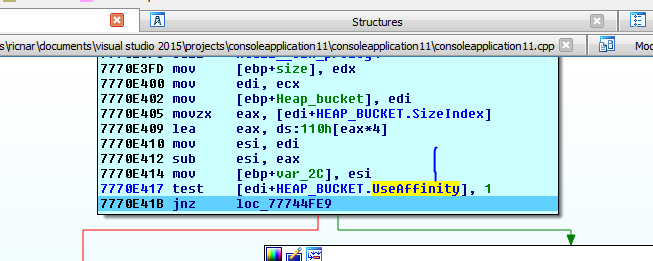 Structures
s\ricnar\documents\visual studio 2015\projects\consoleapplication11\consoleapplication11\consoleapplication11.cpp
7770E3FD mov [ebp+size], edx
7770E400 mov edi, ecx
7770E402 mov [ebp+Heap_bucket], edi
7770E405 movzx eax, [edi+HEAP_BUCKET.SizeIndex]
7770E409 lea eax, ds:110h[eax*4]
7770E410 mov esi, edi
7770E412 sub esi, eax
7770E414 mov [ebp+var_2C], esi
7770E417 test [edi+HEAP_BUCKET.UseAffinity], 1
7770E41B jnz loc_77744FE9